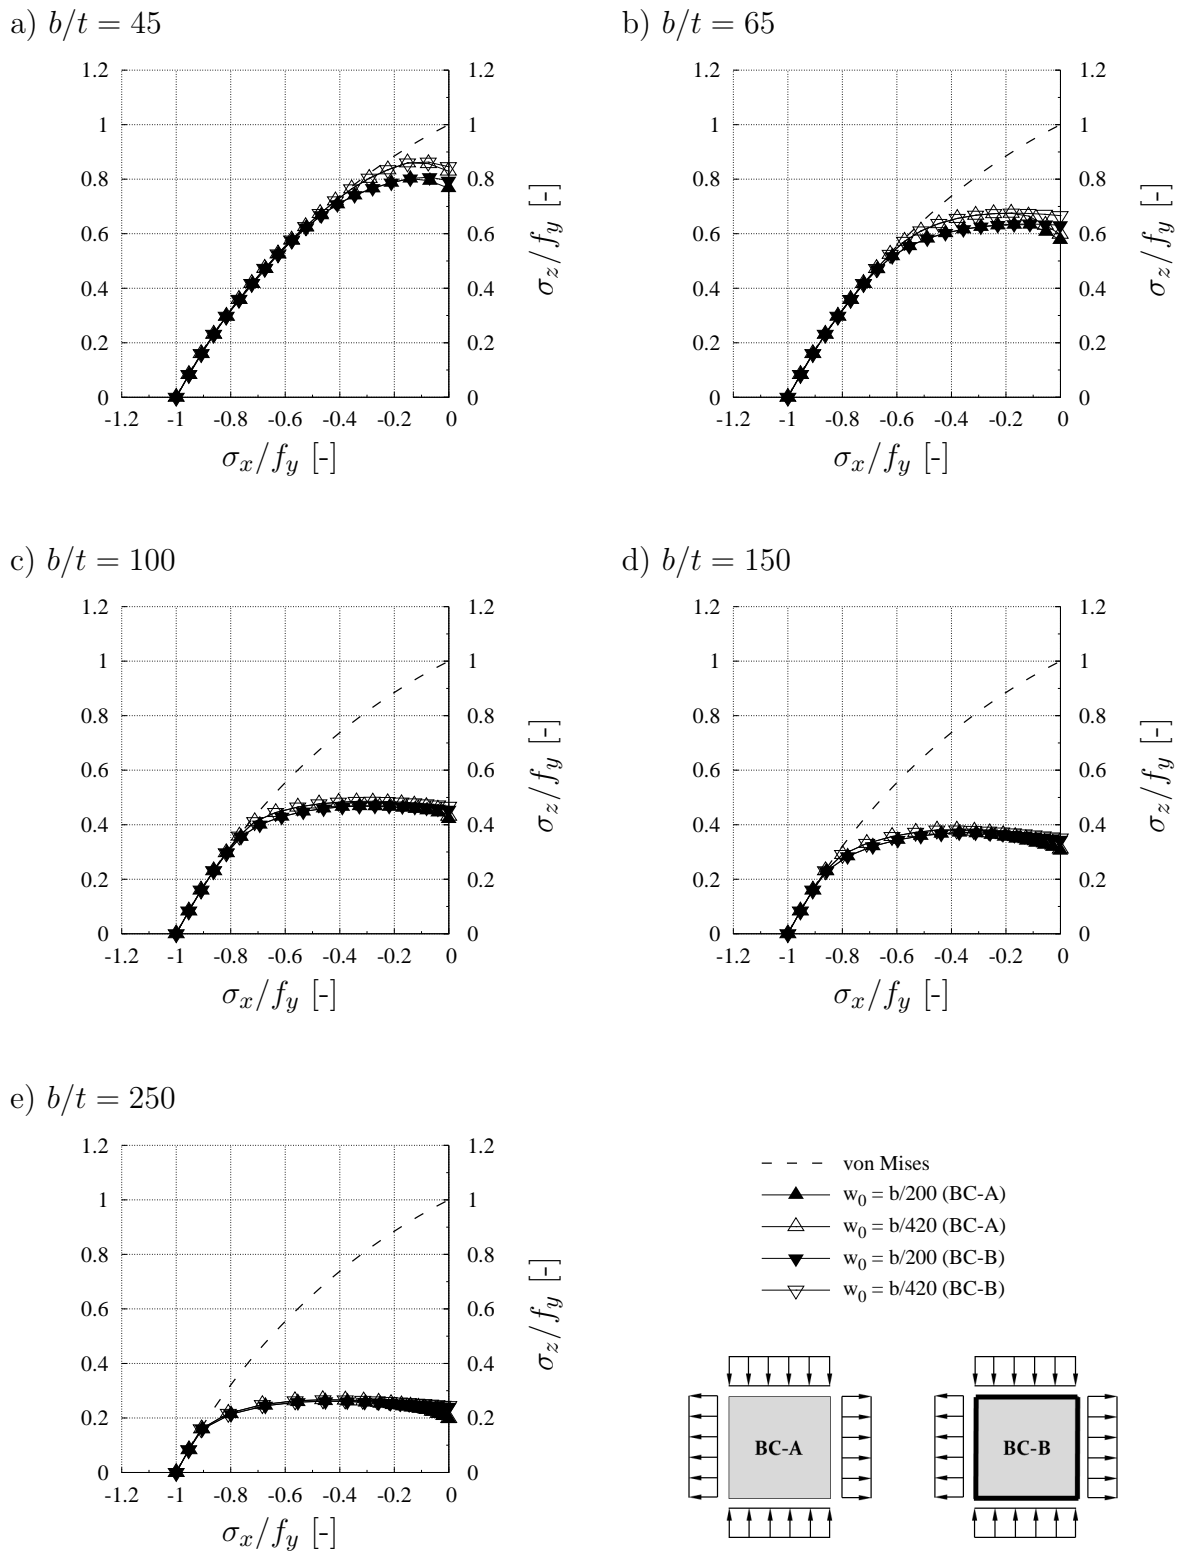 a) b/t = 45
1.2
1
0.8
0.6
0.4
0.2
0
1.2
1
0.8
0.6
0.4
0.2
0
-1.2 -1 -0.8 -0.6 -0.4 -0.2 0
σx/fy [-]
σz/fy [-]
b) b/t = 65
1.2
1
0.8
0.6
0.4
0.2
0
1.2
1
0.8
0.6
0.4
0.2
0
-1.2 -1 -0.8 -0.6 -0.4 -0.2 0
σx/fy [-]
σz/fy [-]
c) b/t = 100
1.2
1
0.8
0.6
0.4
0.2
0
1.2
1
0.8
0.6
0.4
0.2
0
-1.2 -1 -0.8 -0.6 -0.4 -0.2 0
σx/fy [-]
σz/fy [-]
d) b/t = 150
1.2
1
0.8
0.6
0.4
0.2
0
1.2
1
0.8
0.6
0.4
0.2
0
-1.2 -1 -0.8 -0.6 -0.4 -0.2 0
σx/fy [-]
σz/fy [-]
e) b/t = 250
1.2
1
0.8
0.6
0.4
0.2
0
1.2
1
0.8
0.6
0.4
0.2
0
-1.2 -1 -0.8 -0.6 -0.4 -0.2 0
σx/fy [-]
σz/fy [-]
von Mises
w0 = b/200 (BC-A)
w0 = b/420 (BC-A)
w0 = b/200 (BC-B)
w0 = b/420 (BC-B)
BC-A
BC-B